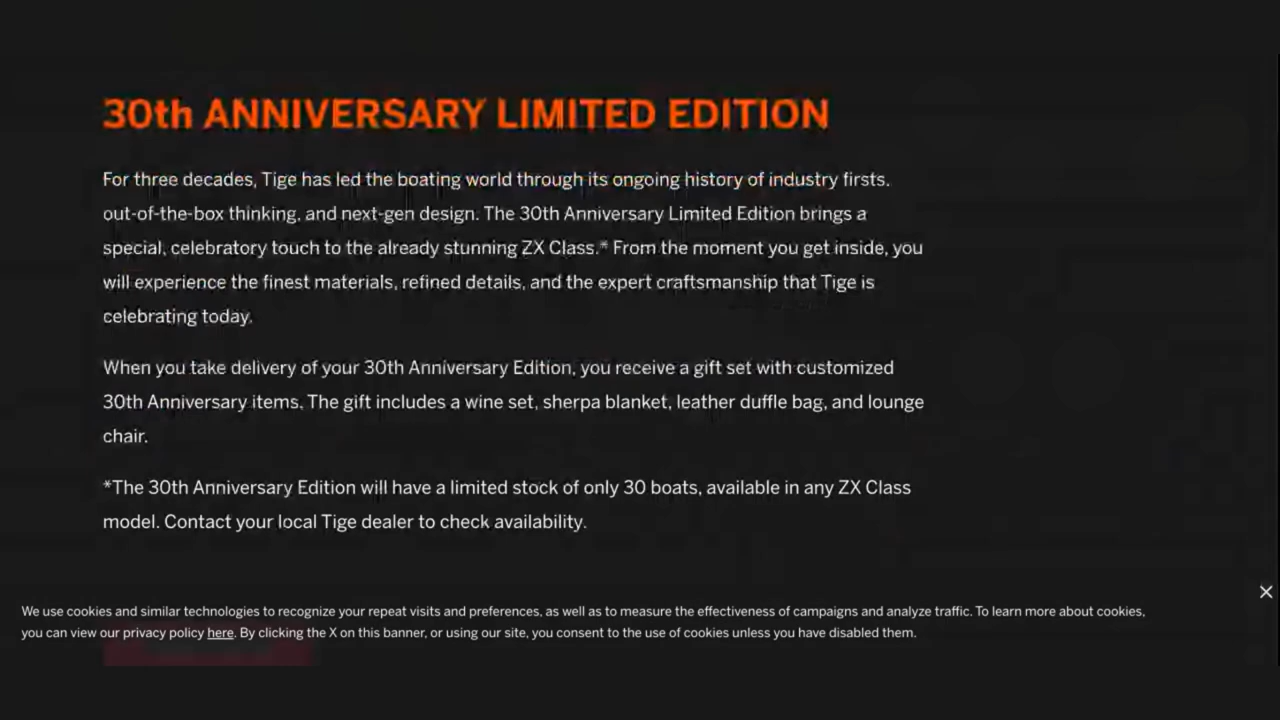 30th ANNIVERSARY LIMITED EDITION
For three decades, Tige has led the boating world through its ongoing history of industry firsts,
out-of-the-box thinking, and next-gen design. The 30th Anniversary Limited Edition brings a
special, celebratory touch to the already stunning ZX Class.* From the moment you get inside, you
will experience the finest materials, refined details, and the expert craftsmanship that Tige is
celebrating today.
When you take delivery of your 30th Anniversary Edition, you receive a gift set with customized
30th Anniversary items. The gift includes a wine set, sherpa blanket, leather duffle bag, and lounge
chair.
*The 30th Anniversary Edition will have a limited stock of only 30 boats, available in any ZX Class
model. Contact your local Tige dealer to check availability.
We use cookies and similar technologies to recognize your repeat visits and preferences, as well as to measure the effectiveness of campaigns and analyze traffic. To learn more about cookies,
you can view our privacy policy here. By clicking the X on this banner, or using our site, you consent to the use of cookies unless you have disabled them.